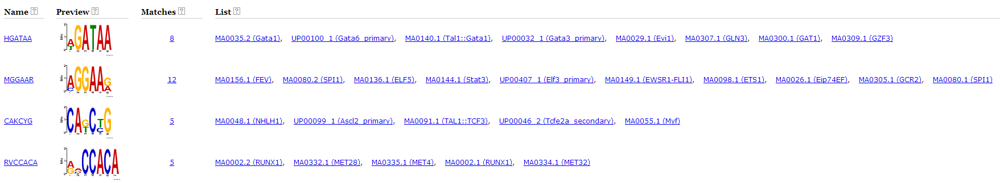 Name ? Preview ? Matches ? List ?
HGATAA 8 MA0035.2 (Gata1), UP00100_1 (Gata6_primary), MA0140.1 (Tal1::Gata1), UP00032_1 (Gata3_primary), MA0029.1 (Evi1), MA0307.1 (GLN3), MA0300.1 (GAT1), MA0309.1 (GZF3)
MGGAAR 12 MA0156.1 (FEV), MA0080.2 (SPI1), MA0136.1 (ELF5), MA0144.1 (Stat3), UP00407_1 (Elf3_primary), MA0149.1 (EWSR1-FLI1), MA0098.1 (ETS1), MA0026.1 (Eip74EF), MA0305.1 (GCR2), MA0080.1 (SPI1)
CAKCYG 5 MA0048.1 (NHLH1), UP00099_1 (Ascl2_primary), MA0091.1 (TAL1::TCF3), UP00046_2 (Tcfe2a_secondary), MA0055.1 (Myf)
RVCCACA 5 MA0002.2 (RUNX1), MA0332.1 (MET28), MA0335.1 (MET4), MA0002.1 (RUNX1), MA0334.1 (MET32)